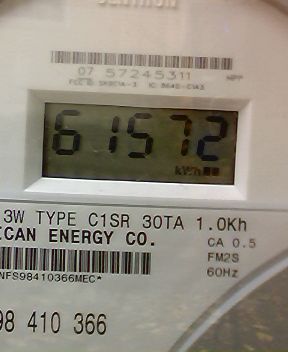 07 57245311
61572
kWh
3W TYPE C1SR 30TA 1.0Kh
ICAN ENERGY CO.
CA 0.5
FM2S
60Hz
NFS98410366MEC*
98 410 366